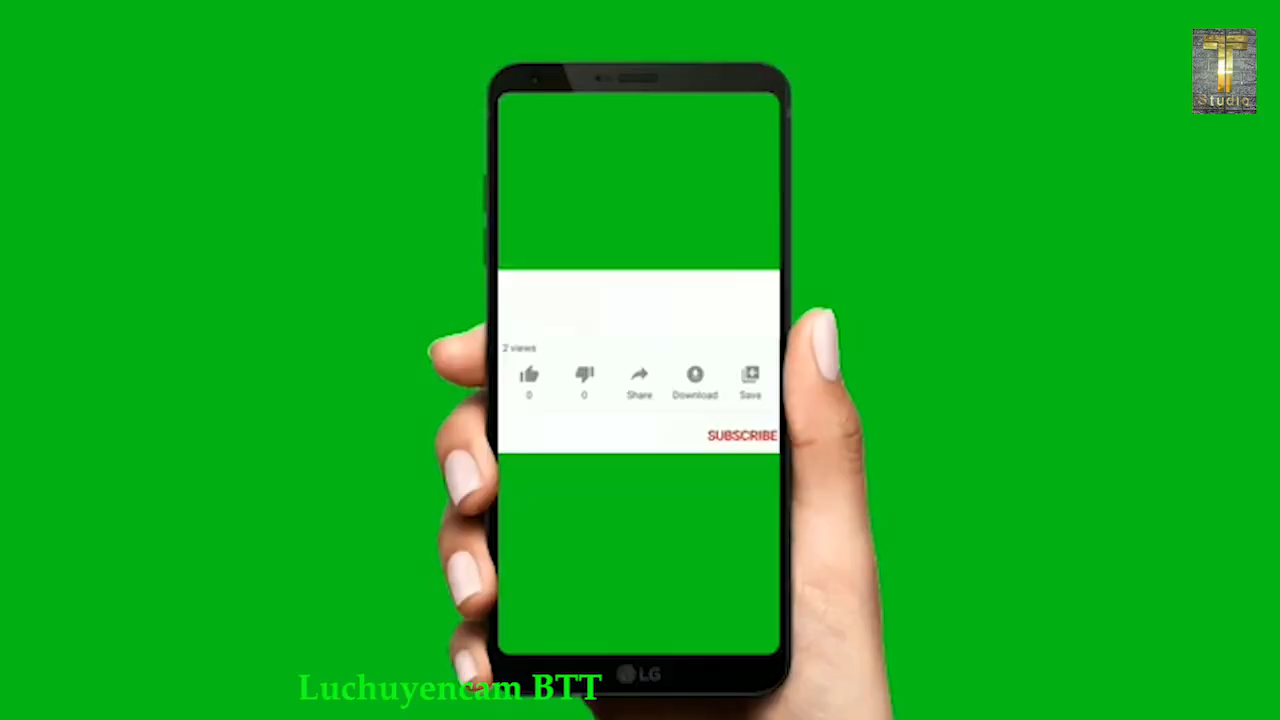 T
Studio
2 views
0
0
Share
Download
Save
SUBSCRIBE
LG
Luchuyencam BTT